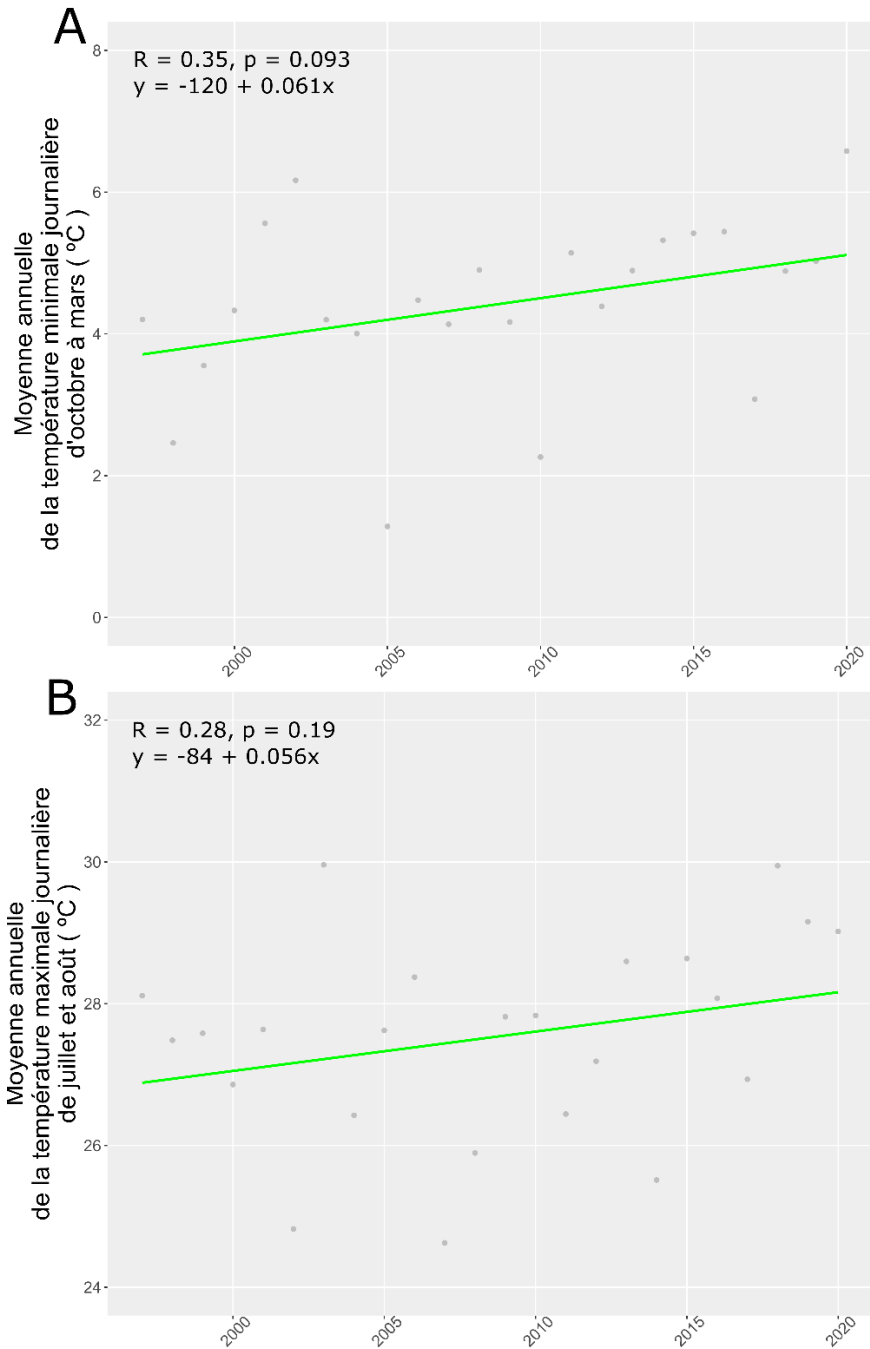 A
R = 0.35, p = 0.093
y = -120 + 0.061x
Moyenne annuelle
de la température minimale journalière
d'octobre à mars ( ºC )
8
6
4
2
0
2000
2005
2010
2015
2020
B
R = 0.28, p = 0.19
y = -84 + 0.056x
Moyenne annuelle
de la température maximale journalière
de juillet et août ( ºC )
32
30
28
26
24
2000
2005
2010
2015
2020